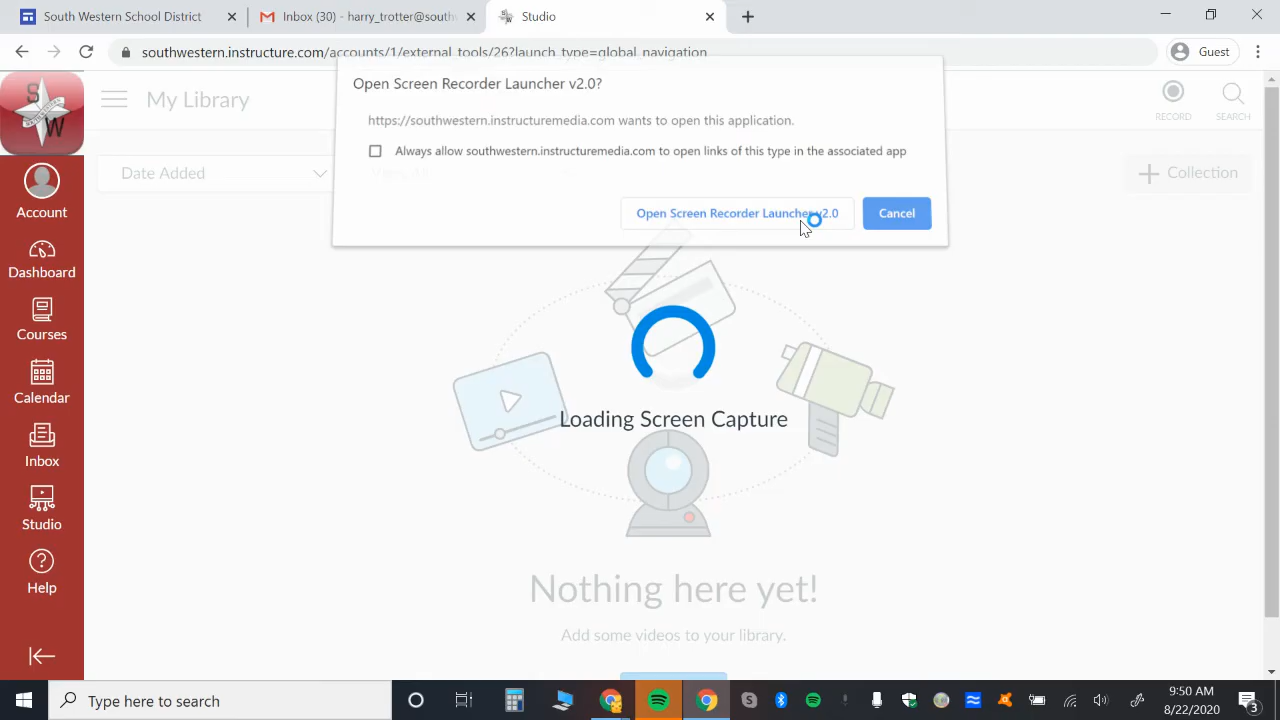 South Western School District
Inbox (30) - harry_trotter@southw
Studio
southwestern.instructure.com/accounts/1/external_tools/26?launch_type=global_navigation
Guest
S
W
My Library
RECORD
SEARCH
Open Screen Recorder Launcher v2.0?
https://southwestern.instructuremedia.com wants to open this application.
Always allow southwestern.instructuremedia.com to open links of this type in the associated app
Open Screen Recorder Launcher v2.0
Cancel
Date Added
Collection
Account
Dashboard
Courses
Calendar
Inbox
Studio
Help
Loading Screen Capture
Nothing here yet!
Add some videos to your library.
Type here to search
9:50 AM
8/22/2020
3